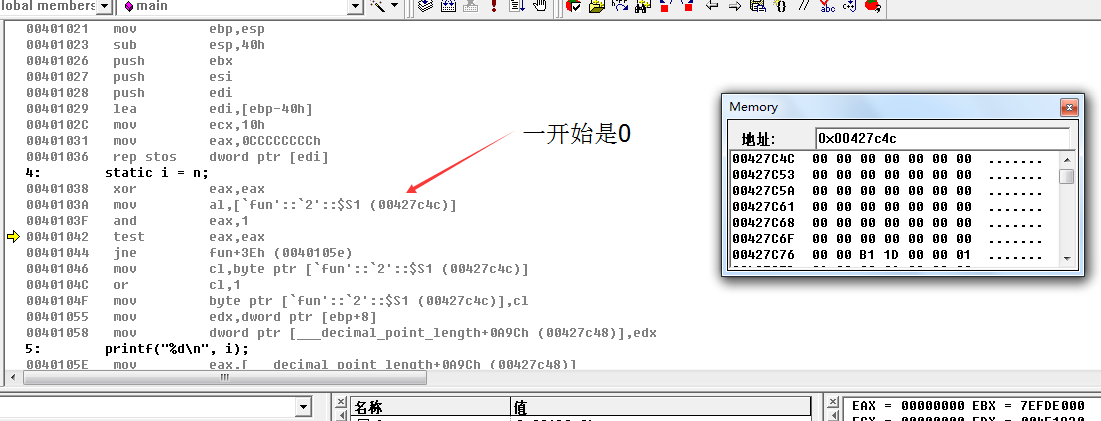 lobal members
main
00401021 mov ebp,esp
00401023 sub esp,40h
00401026 push ebx
00401027 push esi
00401028 push edi
00401029 lea edi,[ebp-40h]
0040102C mov ecx,10h
00401031 mov eax,0CCCCCCCCh
00401036 rep stos dword ptr [edi]
4: static i = n;
00401038 xor eax,eax
0040103A mov al,[`fun'::`2'::$S1 (00427c4c)]
0040103F and eax,1
00401042 test eax,eax
00401044 jne fun+3Eh (0040105e)
00401046 mov cl,byte ptr [`fun'::`2'::$S1 (00427c4c)]
0040104C or cl,1
0040104F mov byte ptr [`fun'::`2'::$S1 (00427c4c)],cl
00401055 mov edx,dword ptr [ebp+8]
00401058 mov dword ptr [___decimal_point_length+0A9Ch (00427c48)],edx
5: printf("%d\n", i);
0040105E mov eax,[___decimal_point_length+0A9Ch (00427c48)]
一开始是0
Memory
地址: 0x00427c4c
00427C4C 00 00 00 00 00 00 00 .......
00427C53 00 00 00 00 00 00 00 .......
00427C5A 00 00 00 00 00 00 00 .......
00427C61 00 00 00 00 00 00 00 .......
00427C68 00 00 00 00 00 00 00 .......
00427C6F 00 00 00 00 00 00 00 .......
00427C76 00 00 B1 1D 00 00 01 .......
名称 值
EAX = 00000000 EBX = 7EFDE000